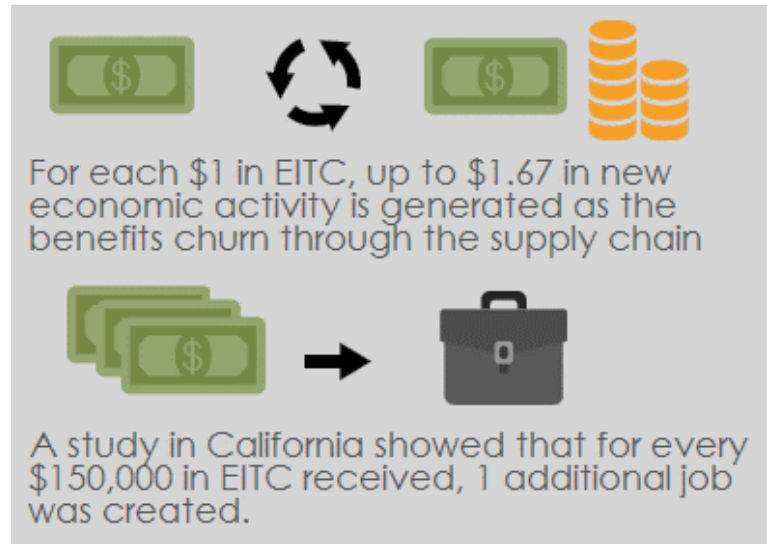 For each $1 in EITC, up to $1.67 in new
economic activity is generated as the
benefits churn through the supply chain
A study in California showed that for every
$150,000 in EITC received, 1 additional job
was created.